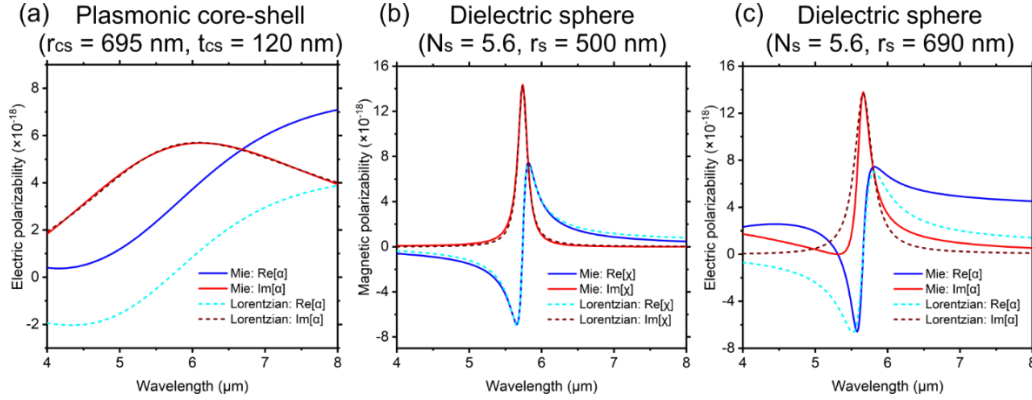 (a) Plasmonic core-shell
(rcs = 695 nm, tcs = 120 nm)
Electric polarizability (×10⁻¹⁸)
8
6
4
2
0
-2
Mie: Re[α]
Mie: Im[α]
Lorentzian: Re[α]
Lorentzian: Im[α]
4 5 6 7 8
Wavelength (μm)
(b) Dielectric sphere
(Ns = 5.6, rs = 500 nm)
Magnetic polarizability (×10⁻¹⁸)
16
12
8
4
0
-4
-8
Mie: Re[χ]
Mie: Im[χ]
Lorentzian: Re[χ]
Lorentzian: Im[χ]
4 5 6 7 8
Wavelength (μm)
(c) Dielectric sphere
(Ns = 5.6, rs = 690 nm)
Electric polarizability (×10⁻¹⁸)
16
12
8
4
0
-4
-8
Mie: Re[α]
Mie: Im[α]
Lorentzian: Re[α]
Lorentzian: Im[α]
4 5 6 7 8
Wavelength (μm)